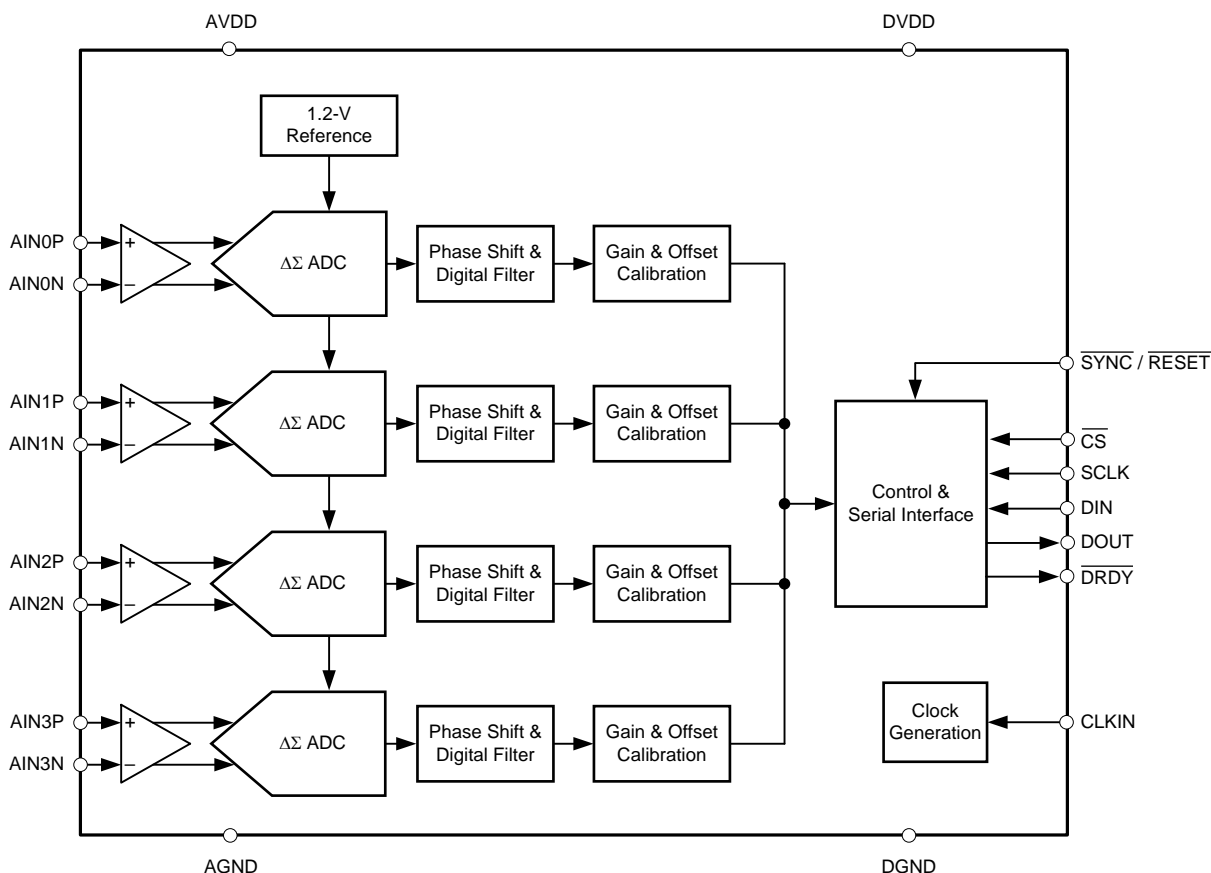 AVDD
DVDD
1.2-V
Reference
AIN0P
AIN0N
+
–
ΔΣ ADC
Phase Shift &
Digital Filter
Gain & Offset
Calibration
SYNC / RESET
AIN1P
AIN1N
+
–
ΔΣ ADC
Phase Shift &
Digital Filter
Gain & Offset
Calibration
CS
SCLK
DIN
DOUT
DRDY
Control &
Serial Interface
AIN2P
AIN2N
+
–
ΔΣ ADC
Phase Shift &
Digital Filter
Gain & Offset
Calibration
AIN3P
AIN3N
+
–
ΔΣ ADC
Phase Shift &
Digital Filter
Gain & Offset
Calibration
Clock
Generation
CLKIN
AGND
DGND